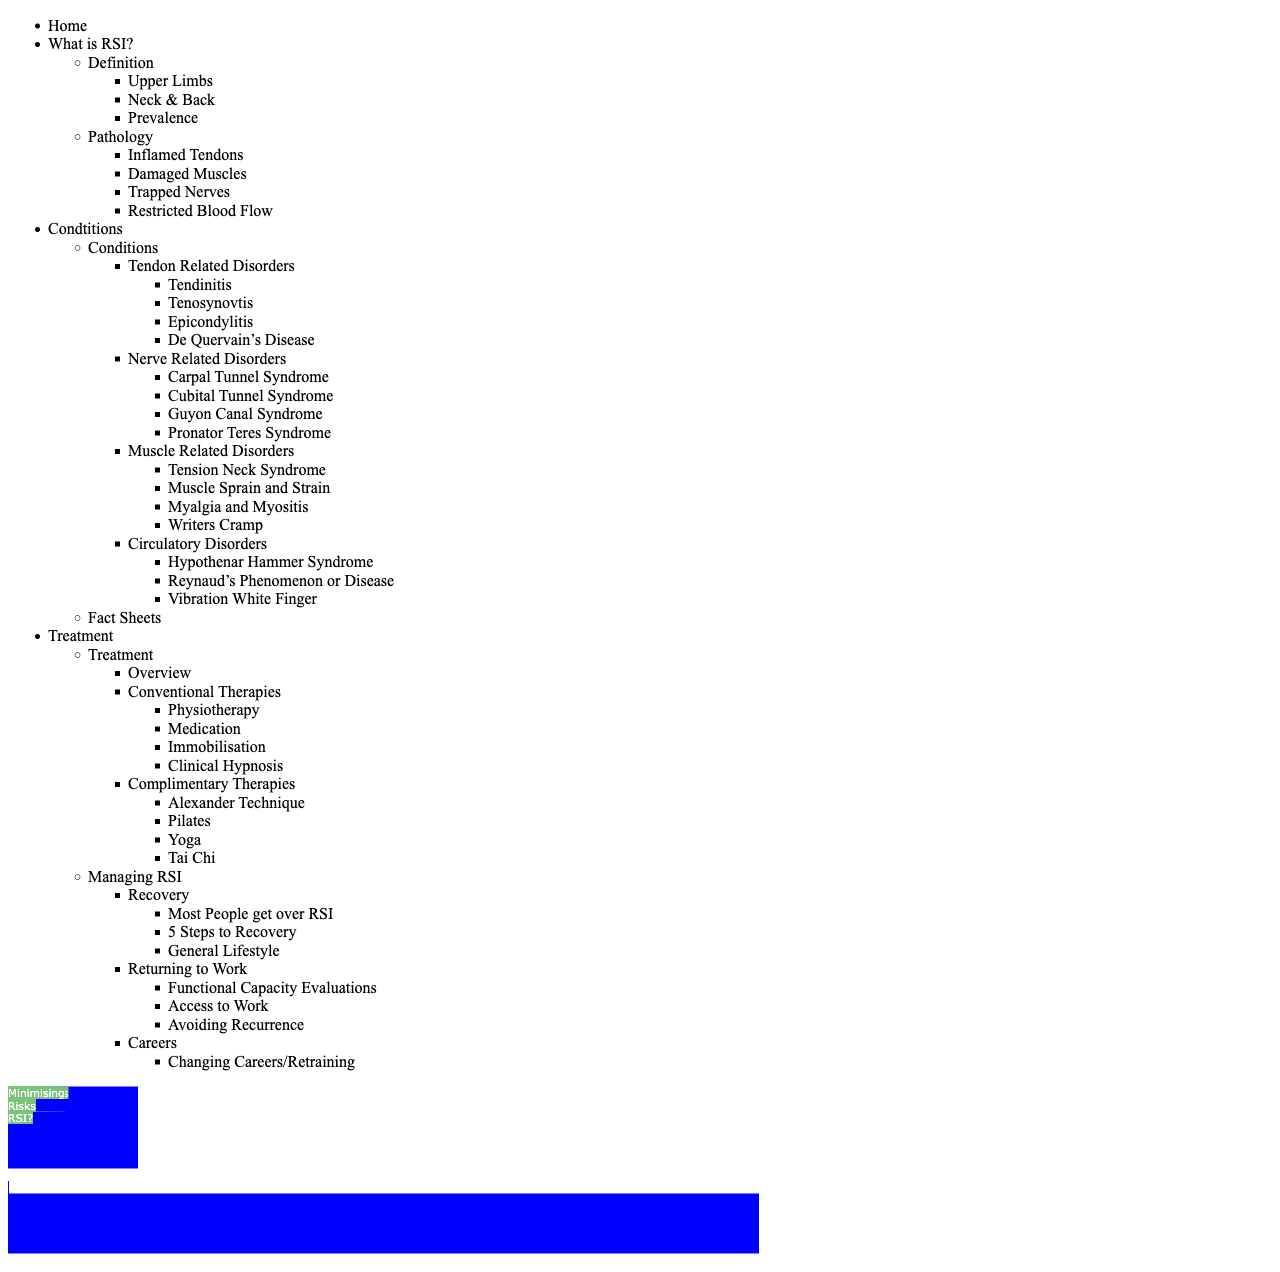 Home
What is RSI?
Definition
Upper Limbs
Neck & Back
Prevalence
Pathology
Inflamed Tendons
Damaged Muscles
Trapped Nerves
Restricted Blood Flow
Condtitions
Conditions
Tendon Related Disorders
Tendinitis
Tenosynovtis
Epicondylitis
De Quervain’s Disease
Nerve Related Disorders
Carpal Tunnel Syndrome
Cubital Tunnel Syndrome
Guyon Canal Syndrome
Pronator Teres Syndrome
Muscle Related Disorders
Tension Neck Syndrome
Muscle Sprain and Strain
Myalgia and Myositis
Writers Cramp
Circulatory Disorders
Hypothenar Hammer Syndrome
Reynaud’s Phenomenon or Disease
Vibration White Finger
Fact Sheets
Treatment
Treatment
Overview
Conventional Therapies
Physiotherapy
Medication
Immobilisation
Clinical Hypnosis
Complimentary Therapies
Alexander Technique
Pilates
Yoga
Tai Chi
Managing RSI
Recovery
Most People get over RSI
5 Steps to Recovery
General Lifestyle
Returning to Work
Functional Capacity Evaluations
Access to Work
Avoiding Recurrence
Careers
Changing Careers/Retraining
Minimising
Risks
RSI?